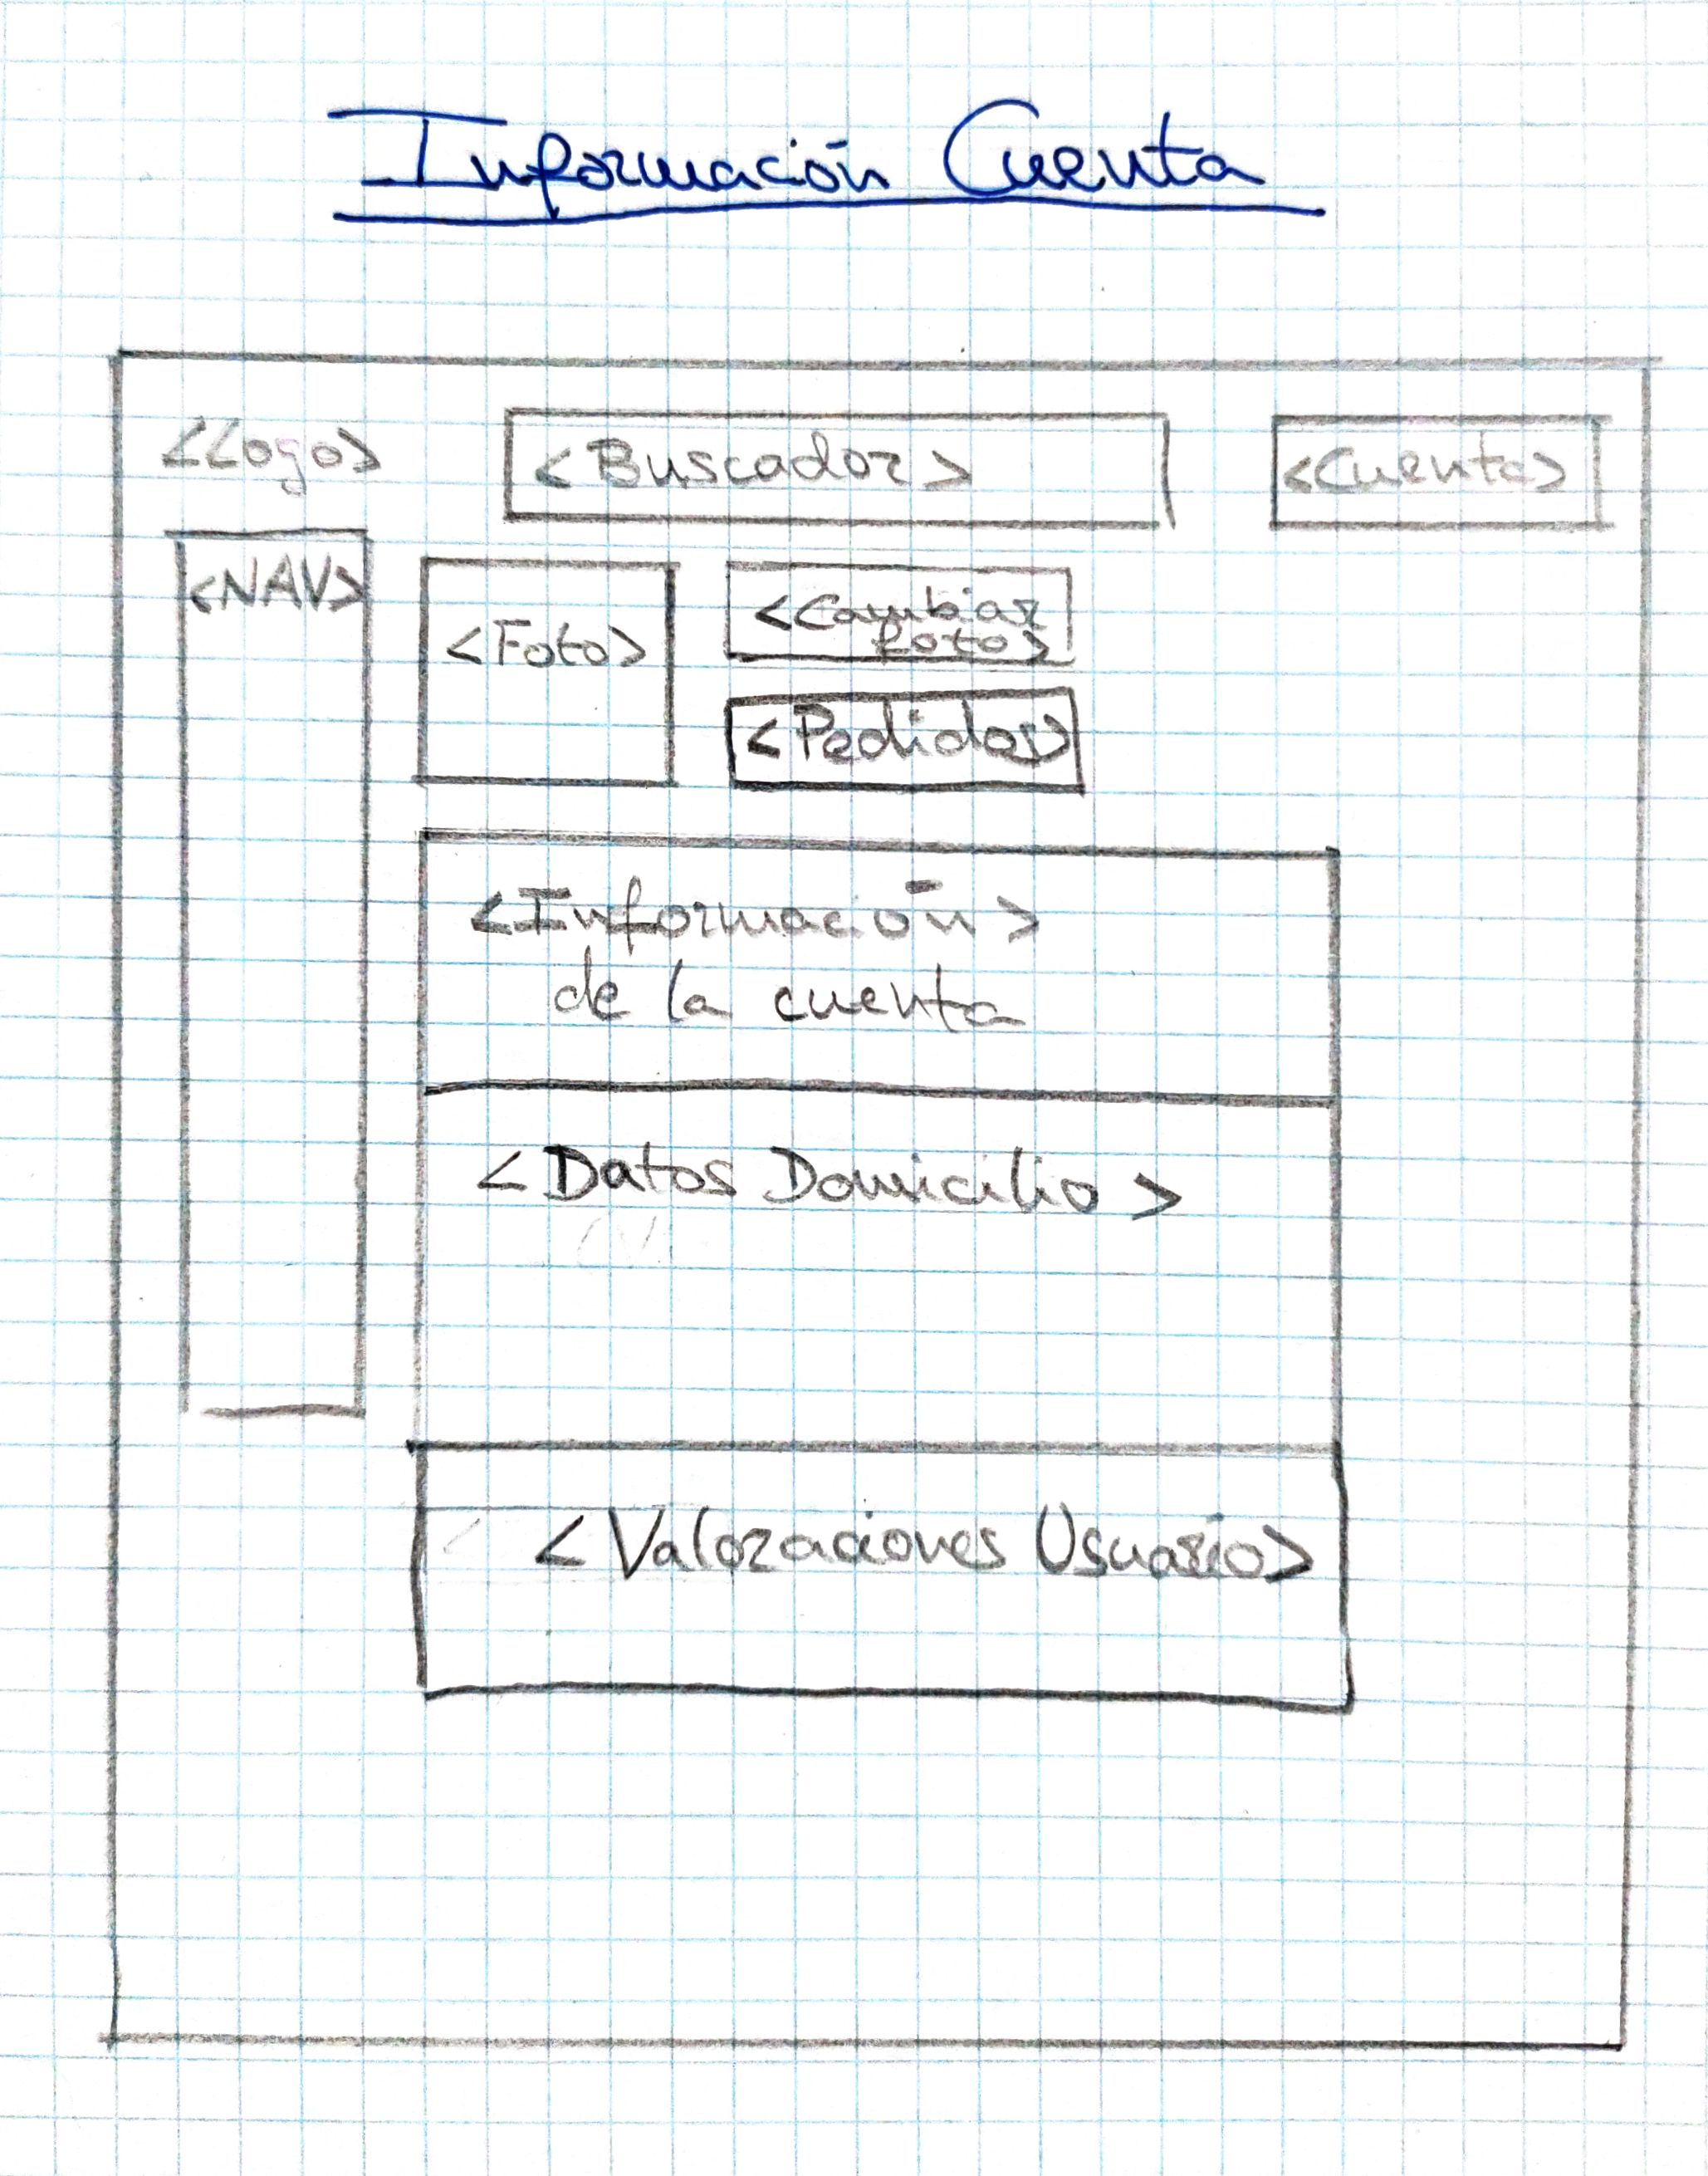 Información Cuenta
<Logo> <Buscador> <Cuenta>
<NAV>
<Foto>
<Cambiar
foto>
<Pedidos>
<Información>
de la cuenta
<Datos Domicilio>
<Valoraciones Usuario>